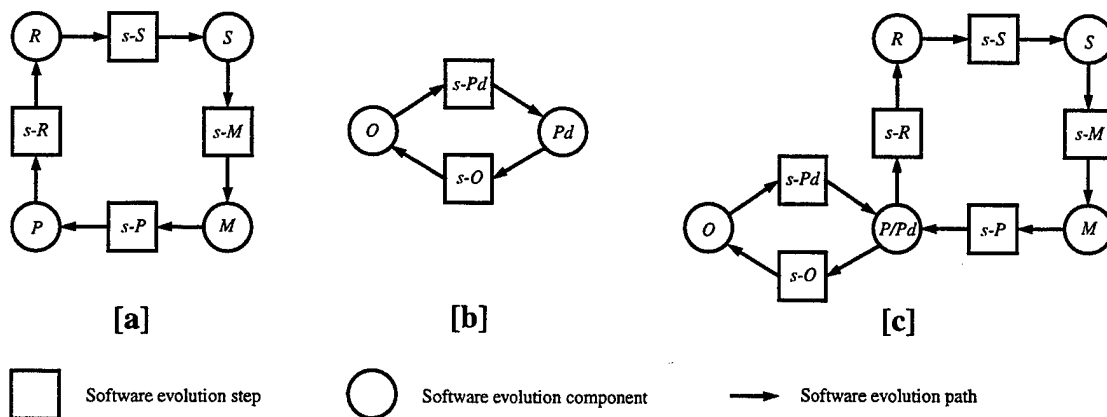 R
s-S
S
s-R
s-M
P
s-P
M
[a]
O
s-Pd
Pd
s-O
[b]
R
s-S
S
s-R
s-M
O
s-Pd
P/Pd
s-O
s-P
M
[c]
Software evolution step
Software evolution component
Software evolution path